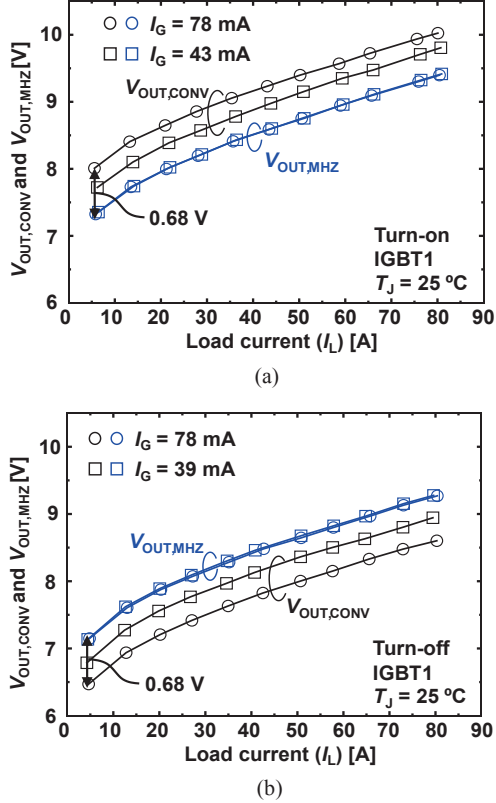 10
9
8
7
6
V_OUT,CONV and V_OUT,MHZ [V]
I_G = 78 mA
I_G = 43 mA
V_OUT,CONV
V_OUT,MHZ
0.68 V
Turn-on
IGBT1
T_J = 25 ºC
0 10 20 30 40 50 60 70 80 90
Load current (I_L) [A]
(a)
10
9
8
7
6
V_OUT,CONV and V_OUT,MHZ [V]
I_G = 78 mA
I_G = 39 mA
V_OUT,MHZ
V_OUT,CONV
0.68 V
Turn-off
IGBT1
T_J = 25 ºC
0 10 20 30 40 50 60 70 80 90
Load current (I_L) [A]
(b)